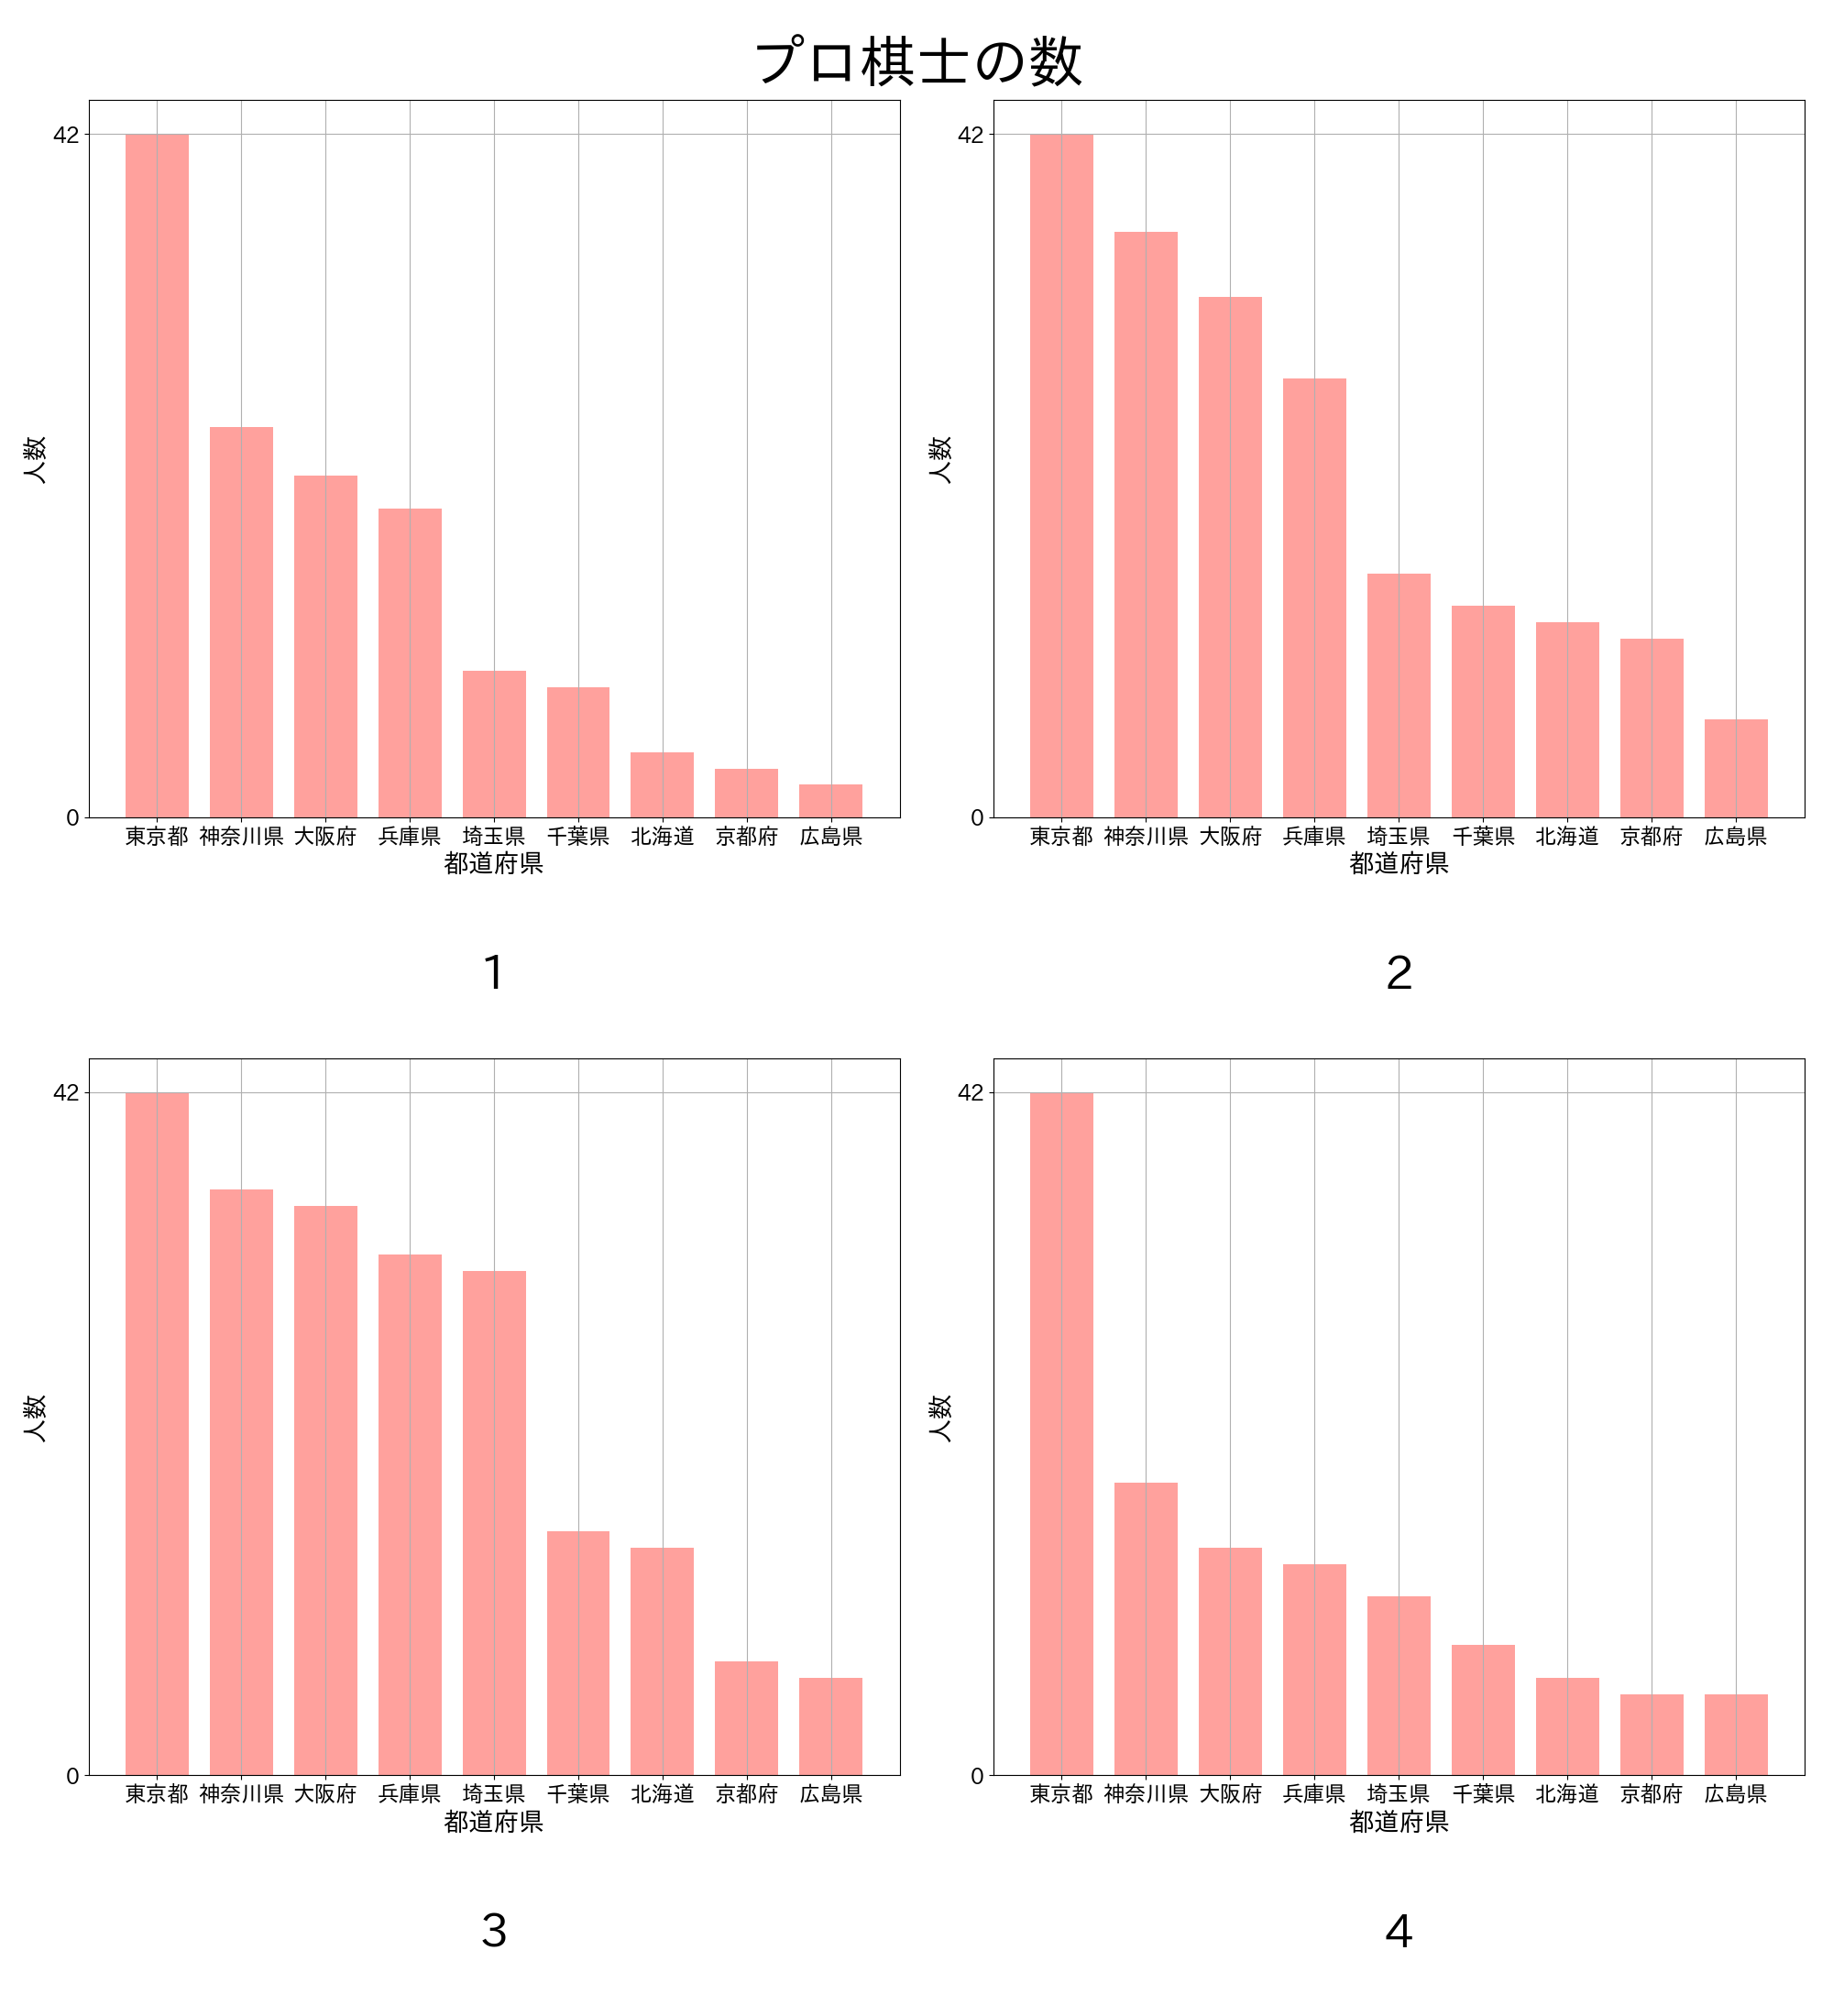 プロ棋士の数
42
0
人数
東京都 神奈川県 大阪府 兵庫県 埼玉県 千葉県 北海道 京都府 広島県
都道府県
1
42
0
人数
東京都 神奈川県 大阪府 兵庫県 埼玉県 千葉県 北海道 京都府 広島県
都道府県
2
42
0
人数
東京都 神奈川県 大阪府 兵庫県 埼玉県 千葉県 北海道 京都府 広島県
都道府県
3
42
0
人数
東京都 神奈川県 大阪府 兵庫県 埼玉県 千葉県 北海道 京都府 広島県
都道府県
4